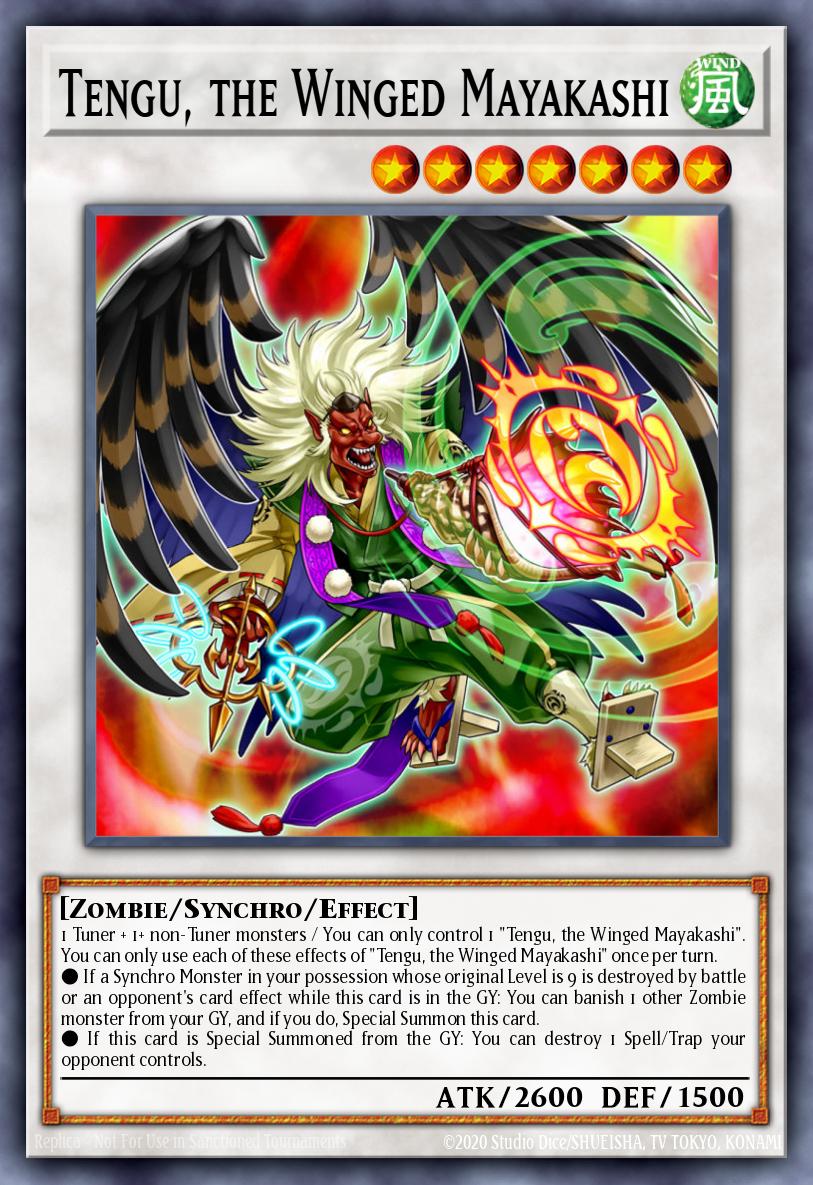 Tengu, the Winged Mayakashi
WIND
風
[Zombie/Synchro/Effect]
1 Tuner + 1+ non-Tuner monsters / You can only control 1 "Tengu, the Winged Mayakashi".
You can only use each of these effects of "Tengu, the Winged Mayakashi" once per turn.
● If a Synchro Monster in your possession whose original Level is 9 is destroyed by battle
or an opponent's card effect while this card is in the GY: You can banish 1 other Zombie
monster from your GY, and if you do, Special Summon this card.
● If this card is Special Summoned from the GY: You can destroy 1 Spell/Trap your
opponent controls.
ATK/2600 DEF/1500
Replica - Not For Use in Sanctioned Tournaments
©2020 Studio Dice/SHUEISHA, TV TOKYO, KONAMI